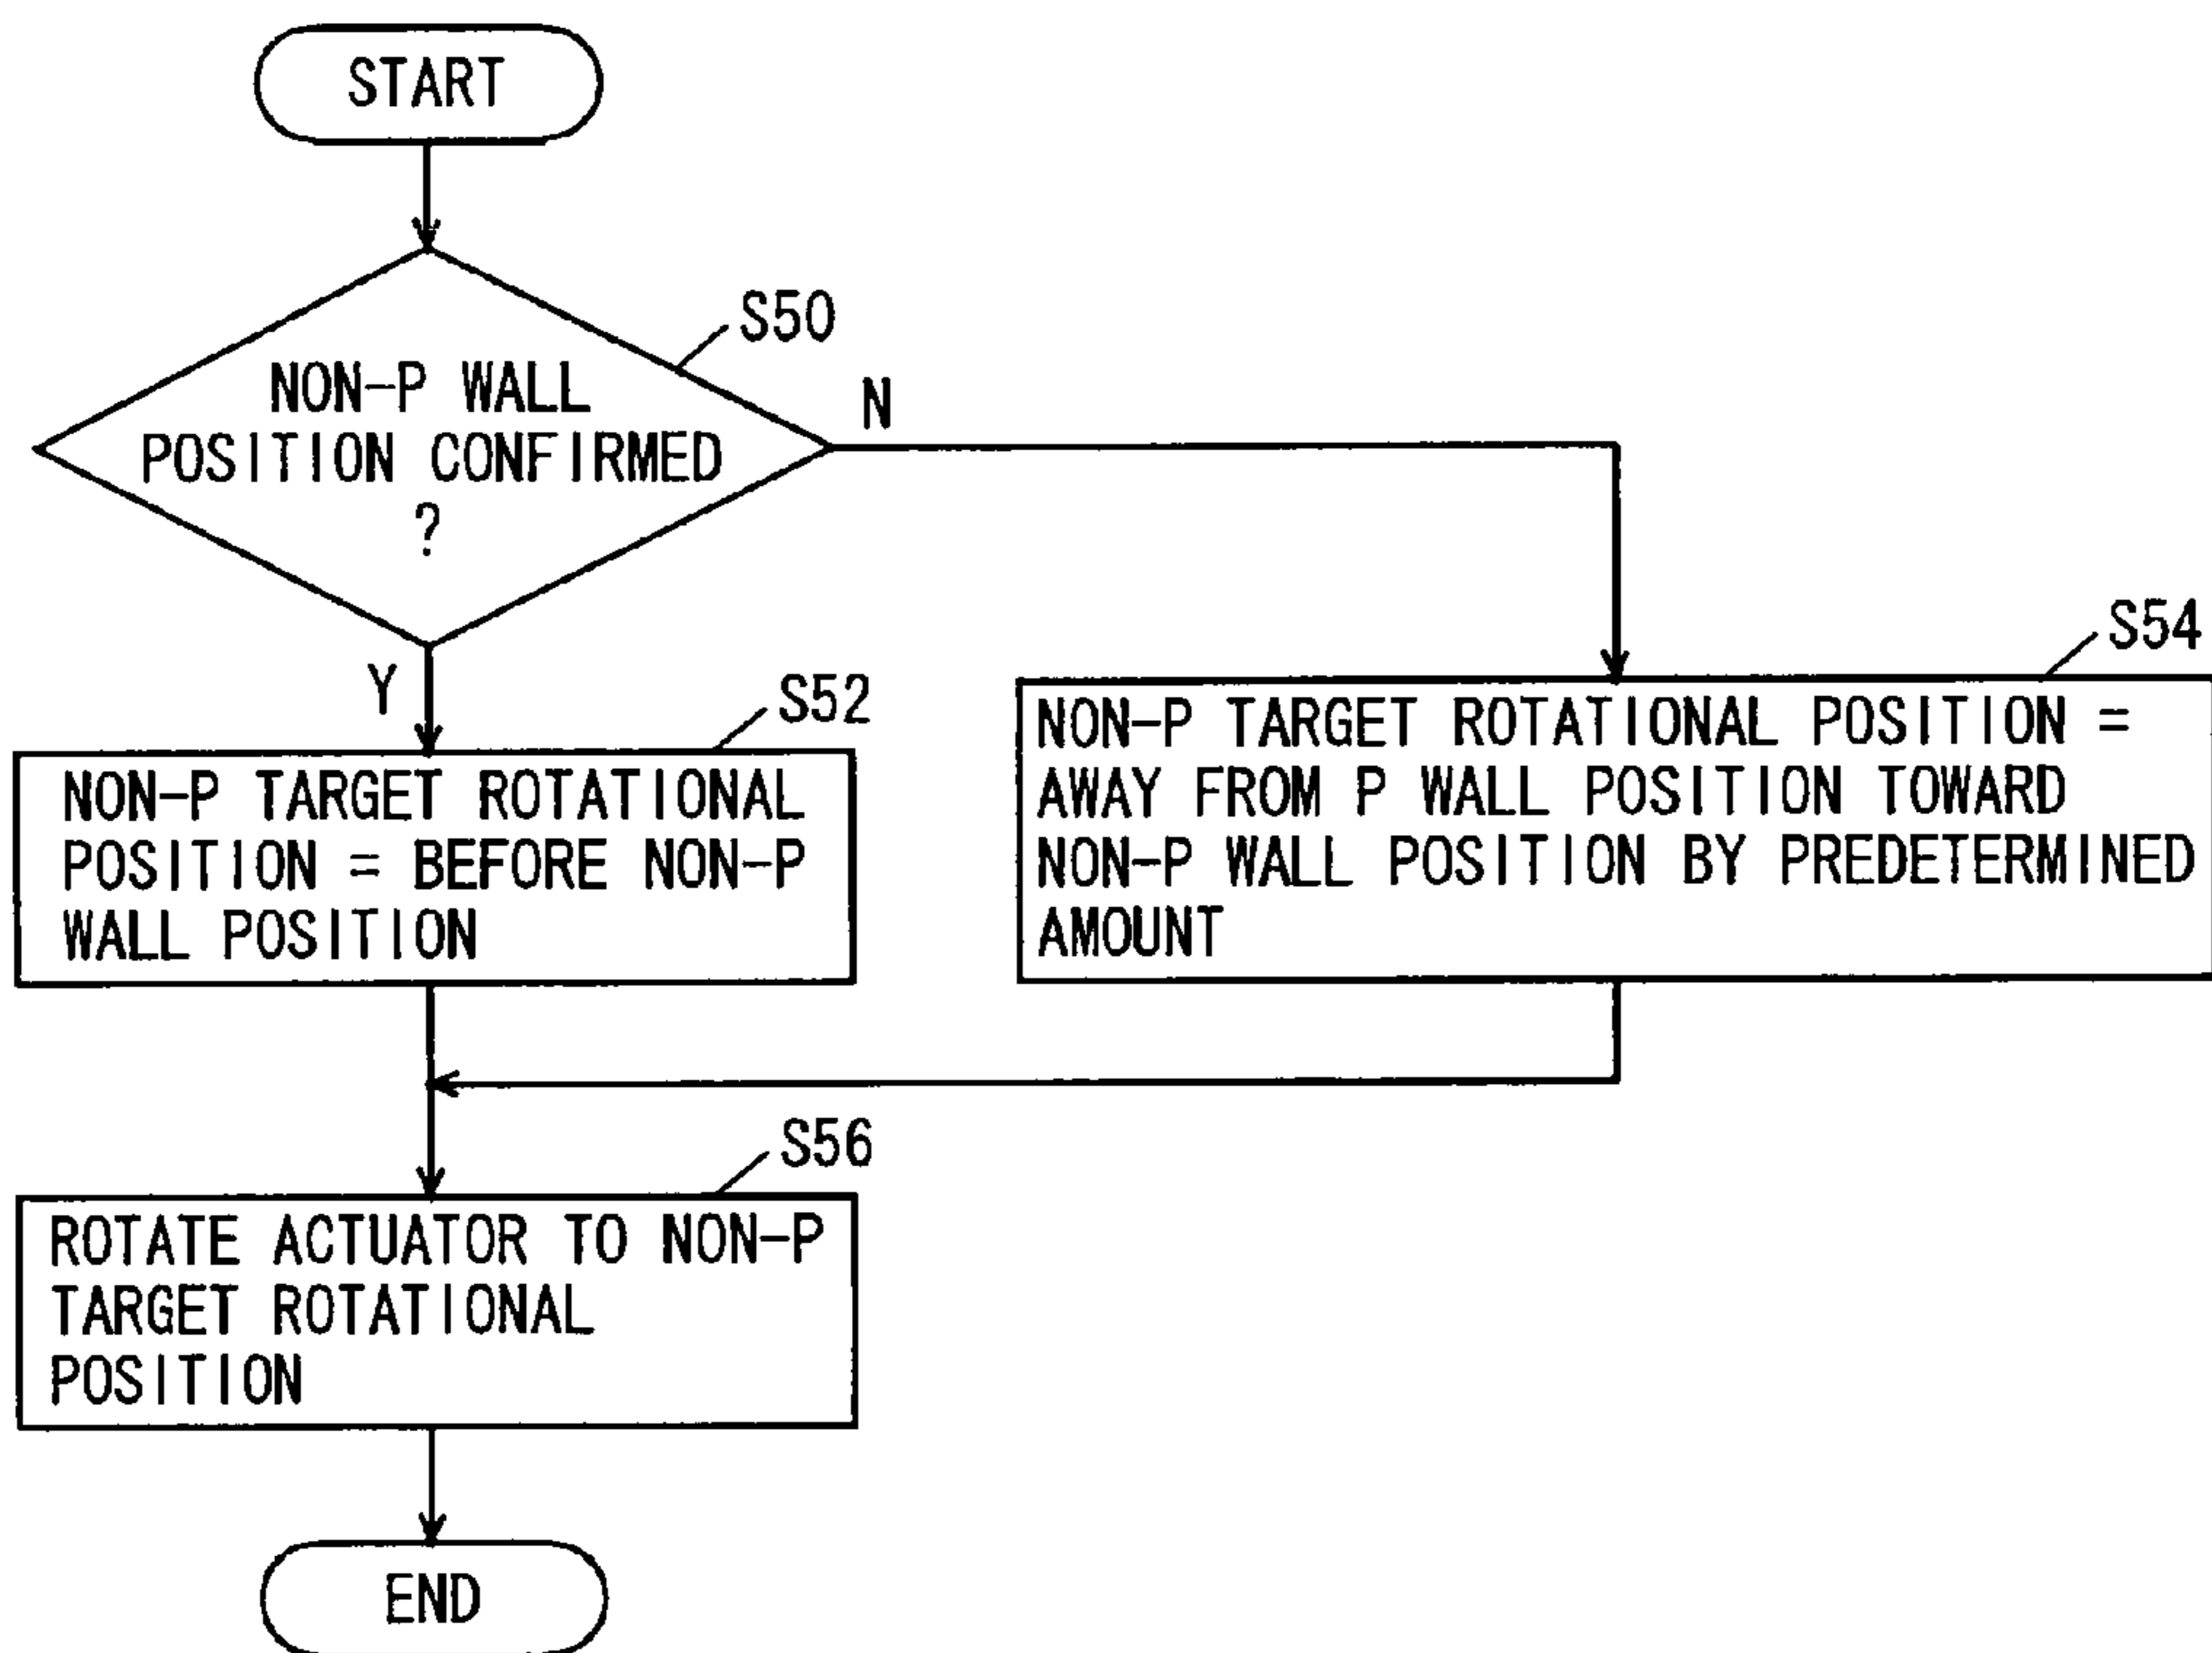 START
S50
NON-P WALL
POSITION CONFIRMED
?
N
Y
S52
NON-P TARGET ROTATIONAL
POSITION = BEFORE NON-P
WALL POSITION
S54
NON-P TARGET ROTATIONAL POSITION =
AWAY FROM P WALL POSITION TOWARD
NON-P WALL POSITION BY PREDETERMINED
AMOUNT
S56
ROTATE ACTUATOR TO NON-P
TARGET ROTATIONAL
POSITION
END